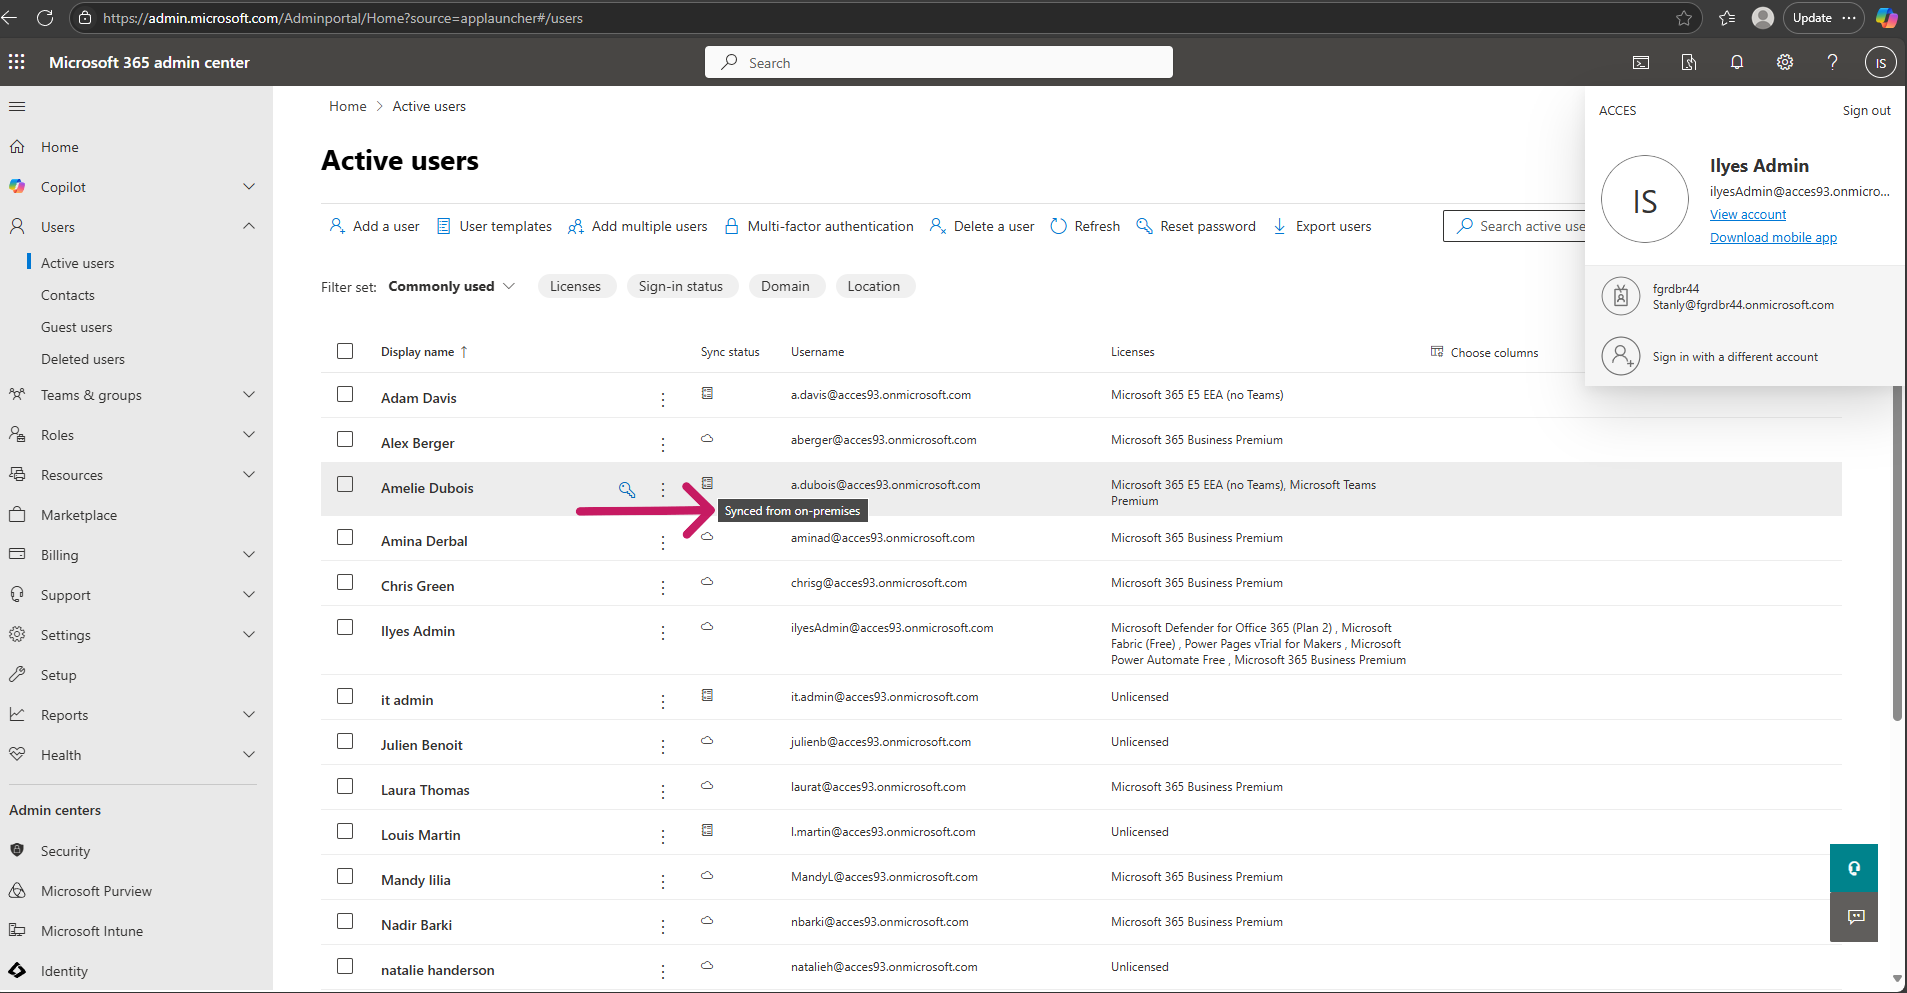 https://admin.microsoft.com/Adminportal/Home?source=applauncher#/users
Update
Microsoft 365 admin center
Search
IS
Home
Copilot
Users
Active users
Contacts
Guest users
Deleted users
Teams & groups
Roles
Resources
Marketplace
Billing
Support
Settings
Setup
Reports
Health
Admin centers
Security
Microsoft Purview
Microsoft Intune
Identity
Home > Active users
Active users
Add a user
User templates
Add multiple users
Multi-factor authentication
Delete a user
Refresh
Reset password
Export users
Search active use
Filter set: Commonly used
Licenses
Sign-in status
Domain
Location
Display name ↑ Sync status Username Licenses Choose columns
Adam Davis a.davis@acces93.onmicrosoft.com Microsoft 365 E5 EEA (no Teams)
Alex Berger aberger@acces93.onmicrosoft.com Microsoft 365 Business Premium
Amelie Dubois a.dubois@acces93.onmicrosoft.com Microsoft 365 E5 EEA (no Teams), Microsoft Teams
Premium
Synced from on-premises
Amina Derbal aminad@acces93.onmicrosoft.com Microsoft 365 Business Premium
Chris Green chrisg@acces93.onmicrosoft.com Microsoft 365 Business Premium
Ilyes Admin ilyesAdmin@acces93.onmicrosoft.com Microsoft Defender for Office 365 (Plan 2) , Microsoft
Fabric (Free) , Power Pages vTrial for Makers , Microsoft
Power Automate Free , Microsoft 365 Business Premium
it admin it.admin@acces93.onmicrosoft.com Unlicensed
Julien Benoit julienb@acces93.onmicrosoft.com Unlicensed
Laura Thomas laurat@acces93.onmicrosoft.com Microsoft 365 Business Premium
Louis Martin l.martin@acces93.onmicrosoft.com Unlicensed
Mandy lilia MandyL@acces93.onmicrosoft.com Microsoft 365 Business Premium
Nadir Barki nbarki@acces93.onmicrosoft.com Microsoft 365 Business Premium
natalie handerson natalieh@acces93.onmicrosoft.com Unlicensed
ACCES Sign out
IS
Ilyes Admin
ilyesAdmin@acces93.onmicro...
View account
Download mobile app
fgrdbr44
Stanly@fgrdbr44.onmicrosoft.com
Sign in with a different account